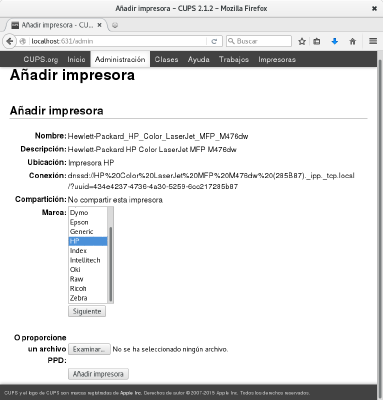 Añadir impresora - CUPS 2.1.2 - Mozilla Firefox
Añadir impresora - CU...
localhost:631/admin
Buscar
CUPS.org Inicio Administración Clases Ayuda Trabajos Impresoras
Añadir impresora
Añadir impresora
Nombre: Hewlett-Packard_HP_Color_LaserJet_MFP_M476dw
Descripción: Hewlett-Packard HP Color LaserJet MFP M476dw
Ubicación: Impresora HP
Conexión: dnssd://HP%20Color%20LaserJet%20MFP%20M476dw%20(285B87)._ipp._tcp.local
/?uuid=434e4237-4736-4a30-5259-6cc217285b87
Compartición: No compartir esta impresora
Marca: Dymo
Epson
Generic
HP
Index
Intellitech
Oki
Raw
Ricoh
Zebra
Siguiente
O proporcione
un archivo Examinar... No se ha seleccionado ningún archivo.
PPD:
Añadir impresora
CUPS y el logo de CUPS son marcas registradas de Apple Inc. Derechos de autor © 2007-2015 Apple Inc. Todos los derechos reservados.